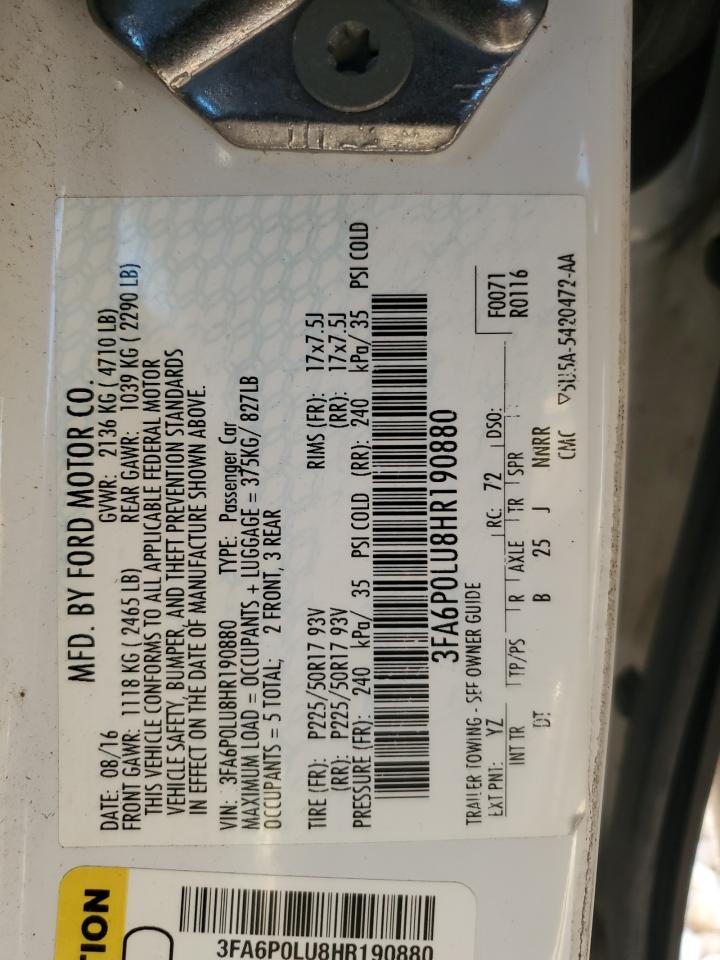 MFD. BY FORD MOTOR CO.
DATE: 08/16 GVWR: 2136 KG ( 4710 LB)
FRONT GAWR: 1118 KG ( 2465 LB) REAR GAWR: 1039 KG ( 2290 LB)
THIS VEHICLE CONFORMS TO ALL APPLICABLE FEDERAL MOTOR
VEHICLE SAFETY, BUMPER, AND THEFT PREVENTION STANDARDS
IN EFFECT ON THE DATE OF MANUFACTURE SHOWN ABOVE.
VIN: 3FA6P0LU8HR190880 TYPE: Passenger Car
MAXIMUM LOAD = OCCUPANTS + LUGGAGE = 375KG/ 827LB
OCCUPANTS = 5 TOTAL; 2 FRONT, 3 REAR
TIRE (FR): P225/50R17 93V RIMS (FR): 17x7.5J
(RR): P225/50R17 93V (RR): 17x7.5J
PRESSURE (FR): 240 kPa/ 35 PSI COLD (RR): 240 kPa/ 35 PSI COLD
3FA6P0LU8HR190880
TRAILER TOWING - SEE OWNER GUIDE F0071
EXT PNT: YZ RC: 72 DSO: R0116
INT TR TP/PS R AXLE TR SPR
DT B 25 J NNRR
CMC 5U5A-5420472-AA
TION
3FA6P0LU8HR190880